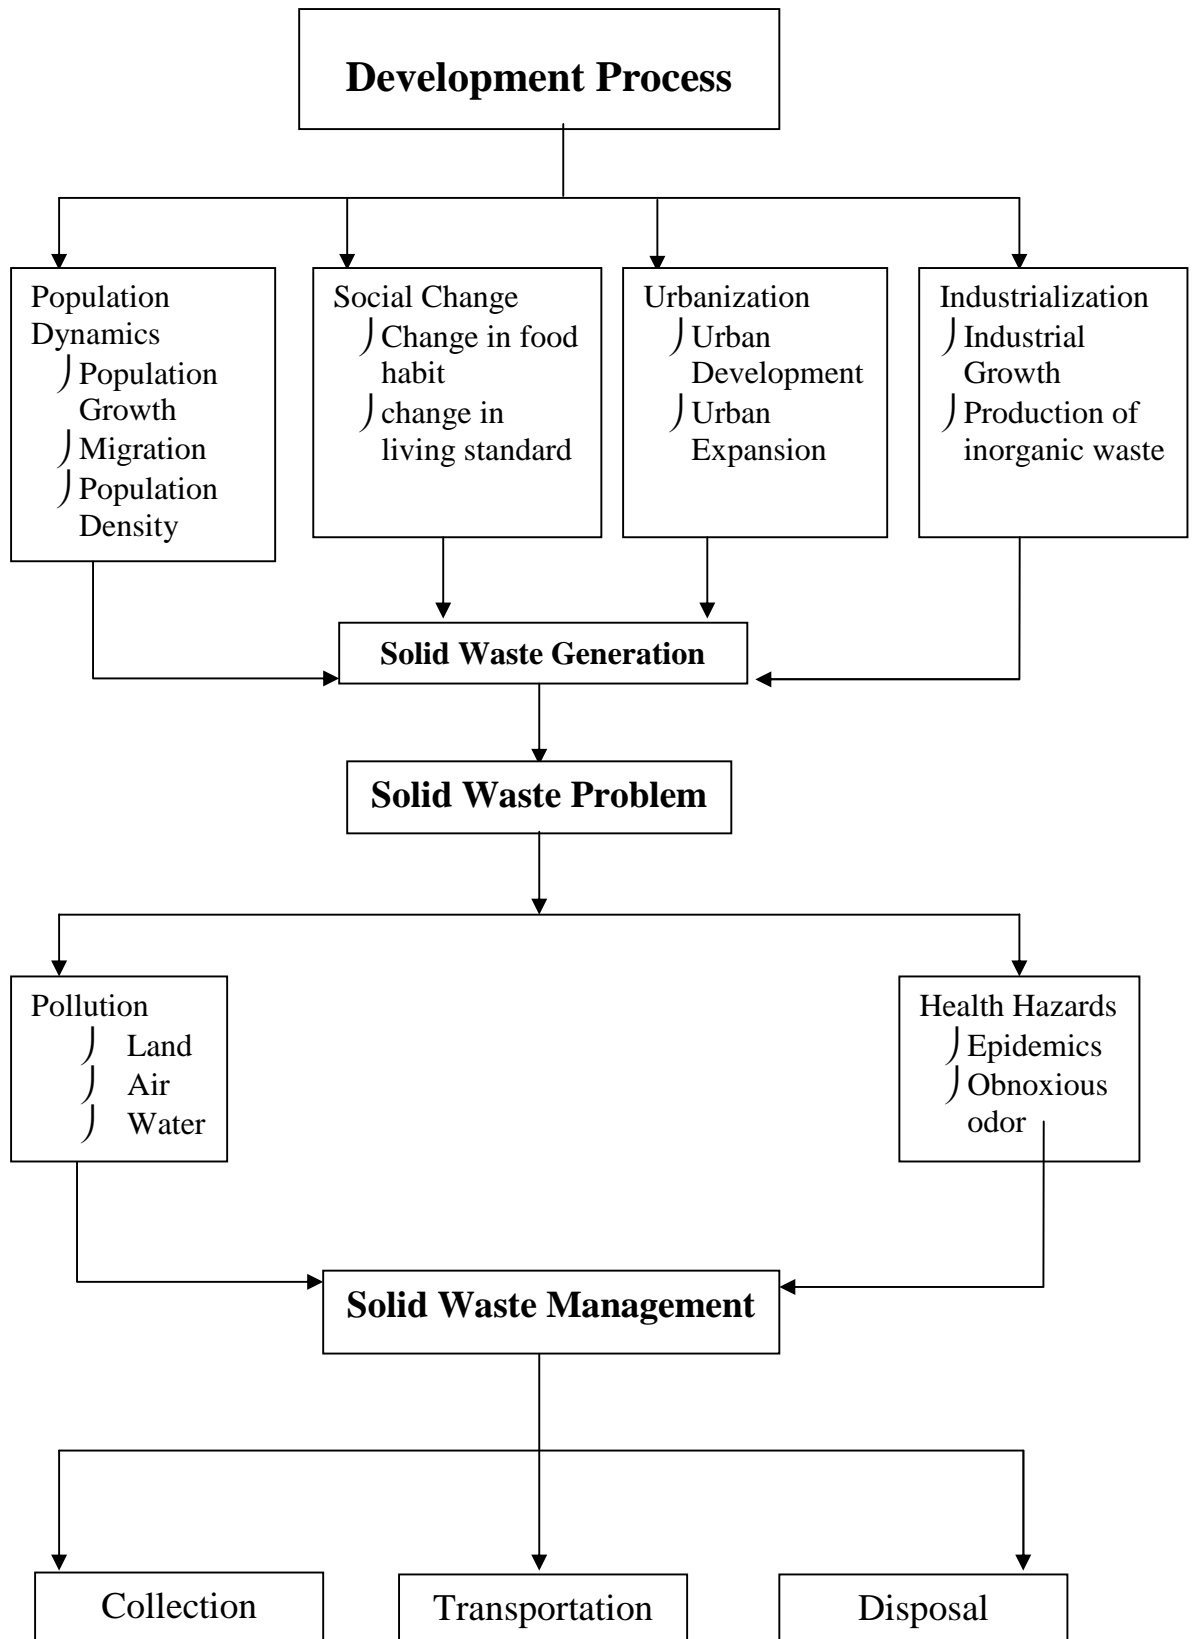 Development Process
Population
Dynamics
Population
Growth
Migration
Population
Density
Social Change
Change in food
habit
change in
living standard
Urbanization
Urban
Development
Urban
Expansion
Industrialization
Industrial
Growth
Production of
inorganic waste
Solid Waste Generation
Solid Waste Problem
Pollution
Land
Air
Water
Health Hazards
Epidemics
Obnoxious
odor
Solid Waste Management
Collection
Transportation
Disposal